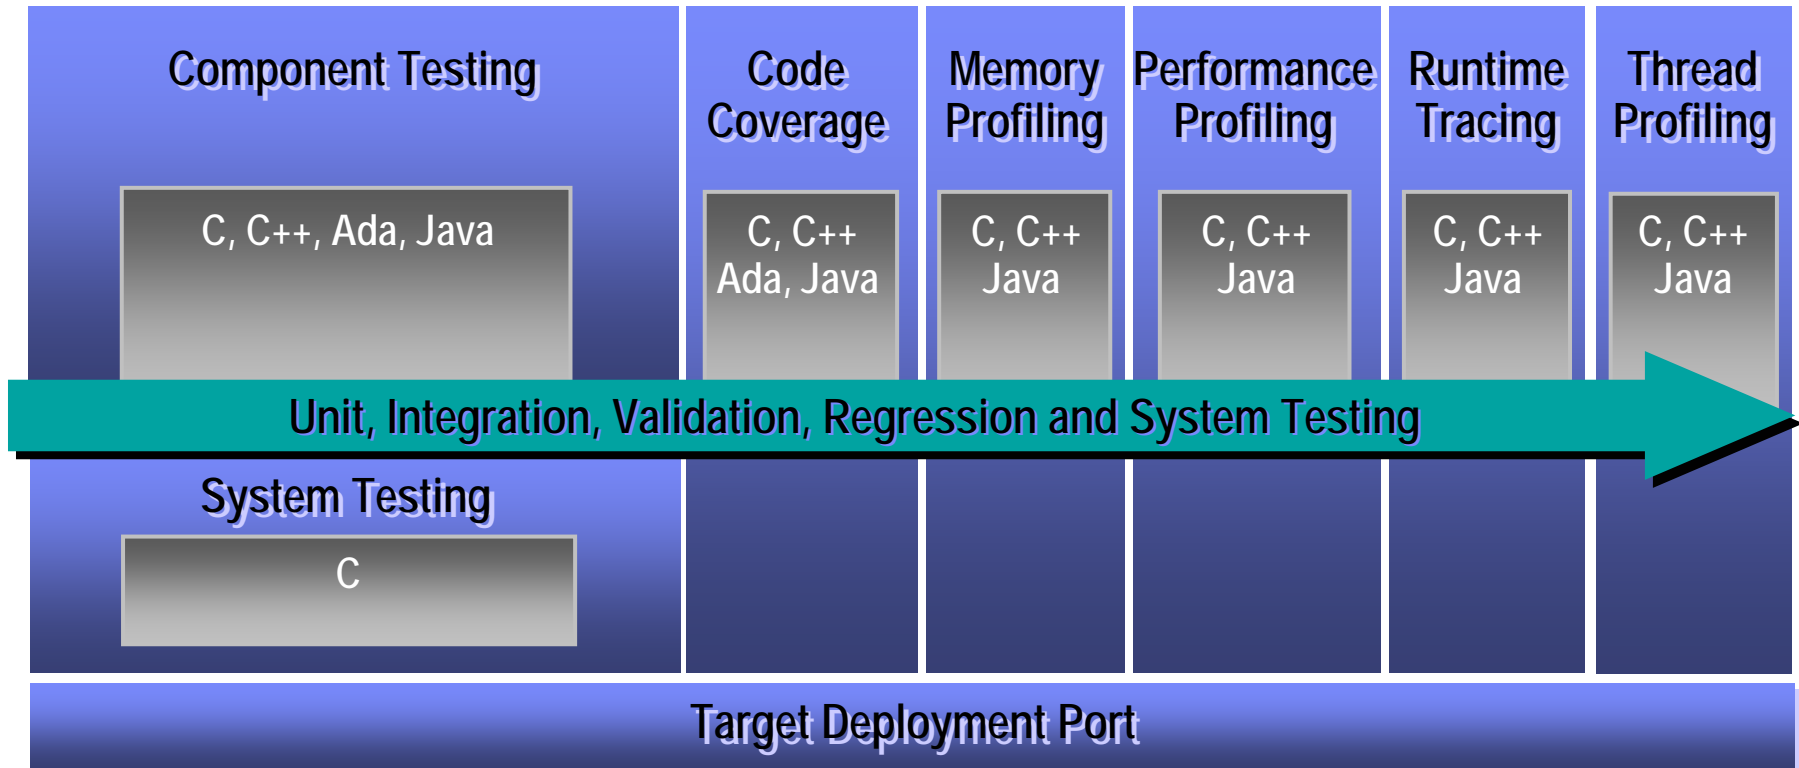 Component Testing
C, C++, Ada, Java
Code
Coverage
C, C++
Ada, Java
Memory
Profiling
C, C++
Java
Performance
Profiling
C, C++
Java
Runtime
Tracing
C, C++
Java
Thread
Profiling
C, C++
Java
Unit, Integration, Validation, Regression and System Testing
System Testing
C
Target Deployment Port